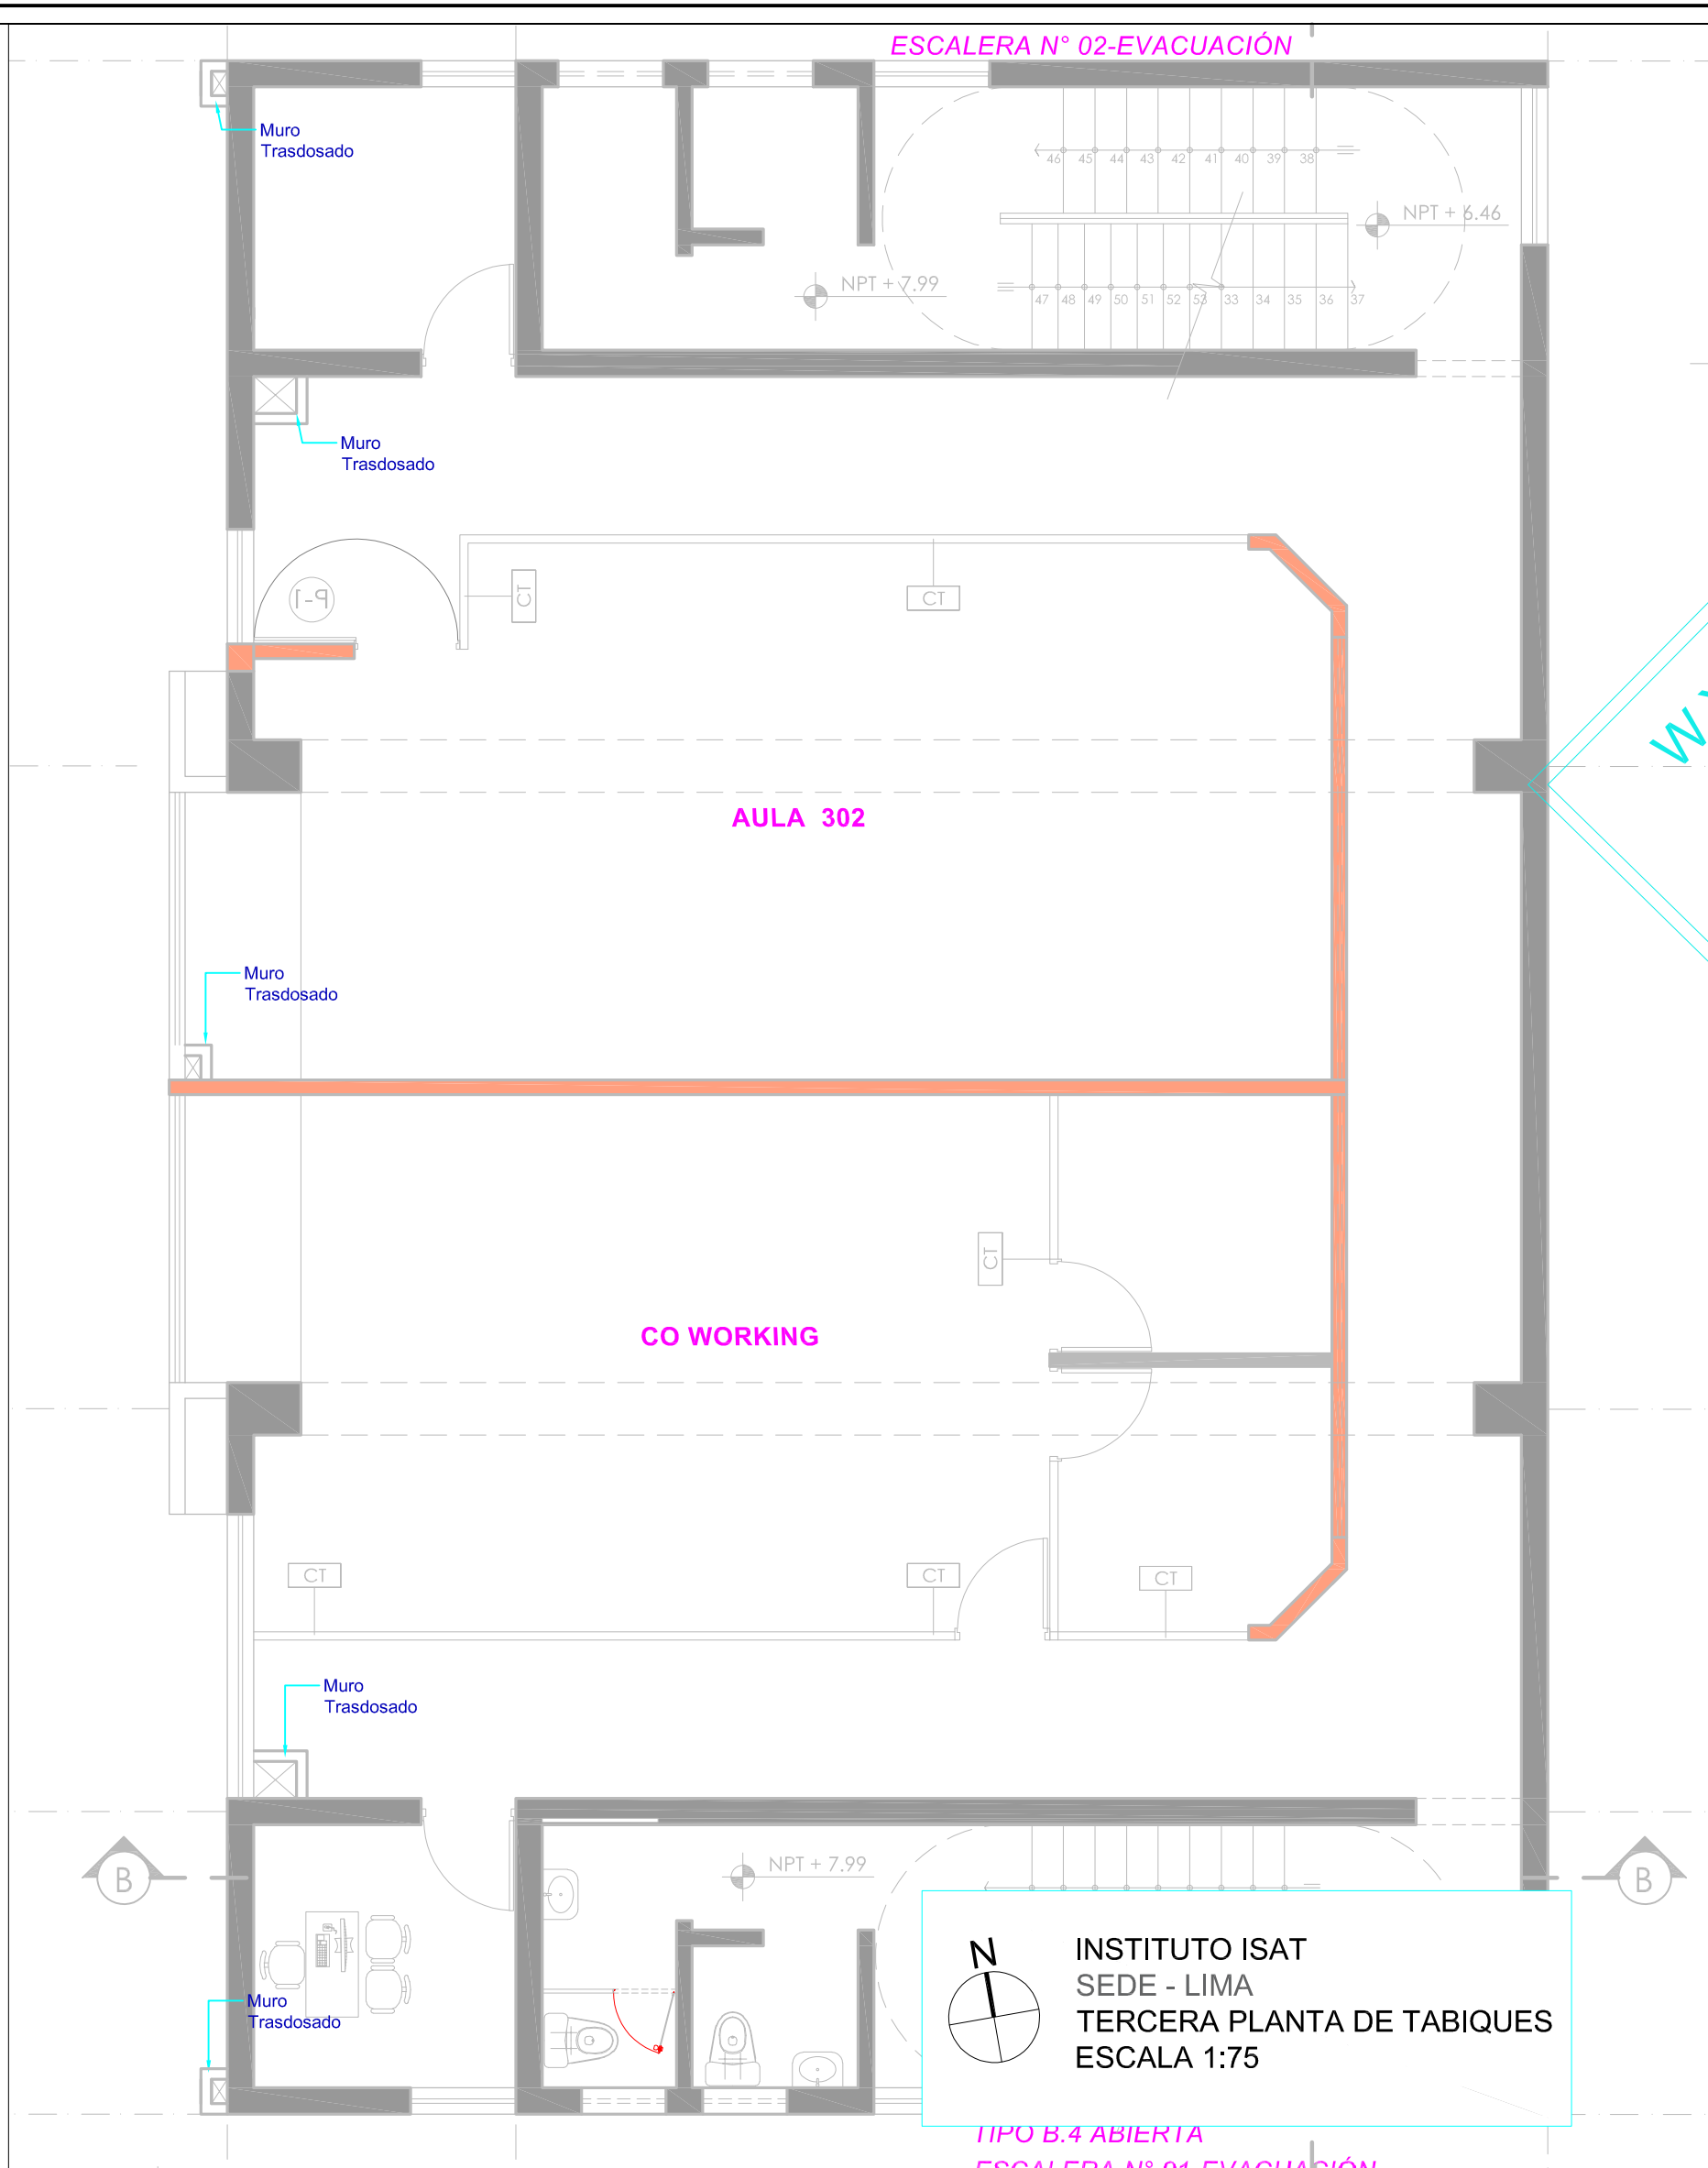 ESCALERA N° 02-EVACUACIÓN
Muro
Trasdosado
46 45 44 43 42 41 40 39 38
NPT + 6.46
NPT + 7.99
47 48 49 50 51 52 53 33 34 35 36 37
Muro
Trasdosado
P-1
CT
CT
AULA 302
Muro
Trasdosado
CT
CO WORKING
CT
CT
CT
Muro
Trasdosado
NPT + 7.99
B
B
Muro
Trasdosado
N
INSTITUTO ISAT
SEDE - LIMA
TERCERA PLANTA DE TABIQUES
ESCALA 1:75
TIPO B.4 ABIERTA
ESCALERA N° 01-EVACUACIÓN